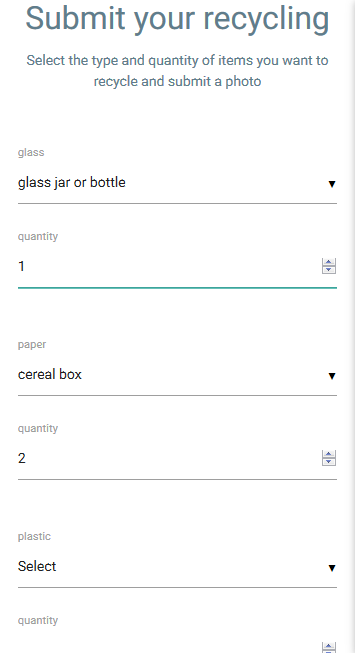 Submit your recycling
Select the type and quantity of items you want to
recycle and submit a photo
glass
glass jar or bottle
quantity
1
paper
cereal box
quantity
2
plastic
Select
quantity